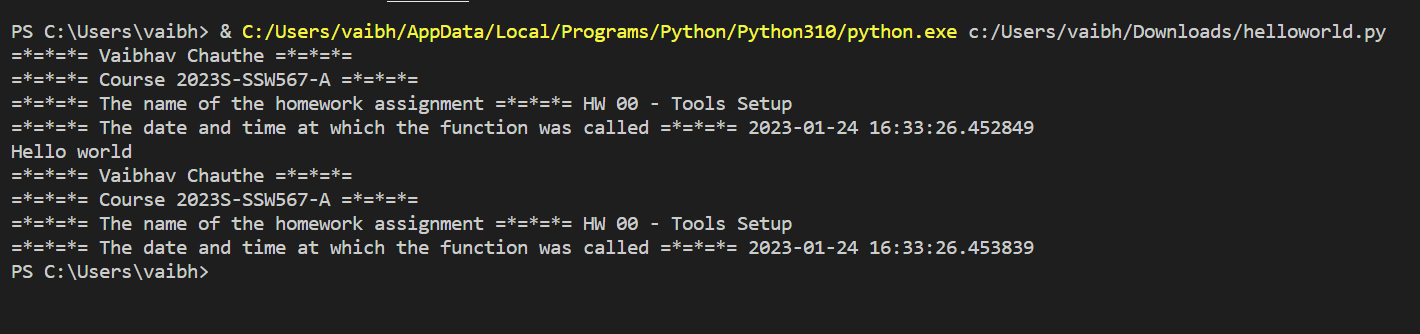 PS C:\Users\vaibh> & C:/Users/vaibh/AppData/Local/Programs/Python/Python310/python.exe c:/Users/vaibh/Downloads/helloworld.py
=*=*=*= Vaibhav Chauthe =*=*=*=
=*=*=*= Course 2023S-SSW567-A =*=*=*=
=*=*=*= The name of the homework assignment =*=*=*= HW 00 - Tools Setup
=*=*=*= The date and time at which the function was called =*=*=*= 2023-01-24 16:33:26.452849
Hello world
=*=*=*= Vaibhav Chauthe =*=*=*=
=*=*=*= Course 2023S-SSW567-A =*=*=*=
=*=*=*= The name of the homework assignment =*=*=*= HW 00 - Tools Setup
=*=*=*= The date and time at which the function was called =*=*=*= 2023-01-24 16:33:26.453839
PS C:\Users\vaibh>